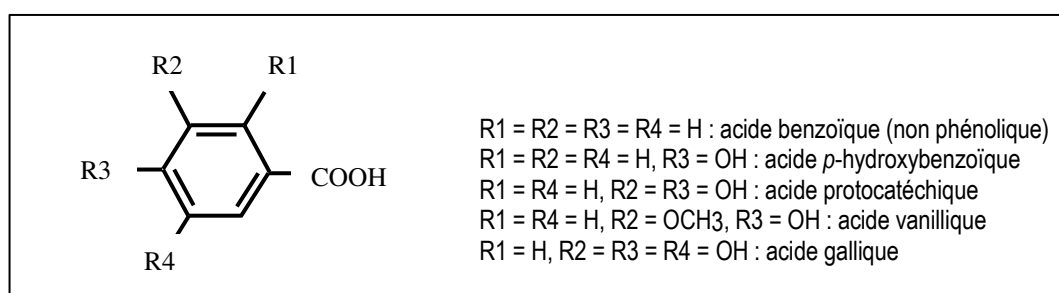 R2 R1
R3
COOH
R4
R1 = R2 = R3 = R4 = H : acide benzoïque (non phénolique)
R1 = R2 = R4 = H, R3 = OH : acide p-hydroxybenzoïque
R1 = R4 = H, R2 = R3 = OH : acide protocatéchique
R1 = R4 = H, R2 = OCH3, R3 = OH : acide vanillique
R1 = H, R2 = R3 = R4 = OH : acide gallique